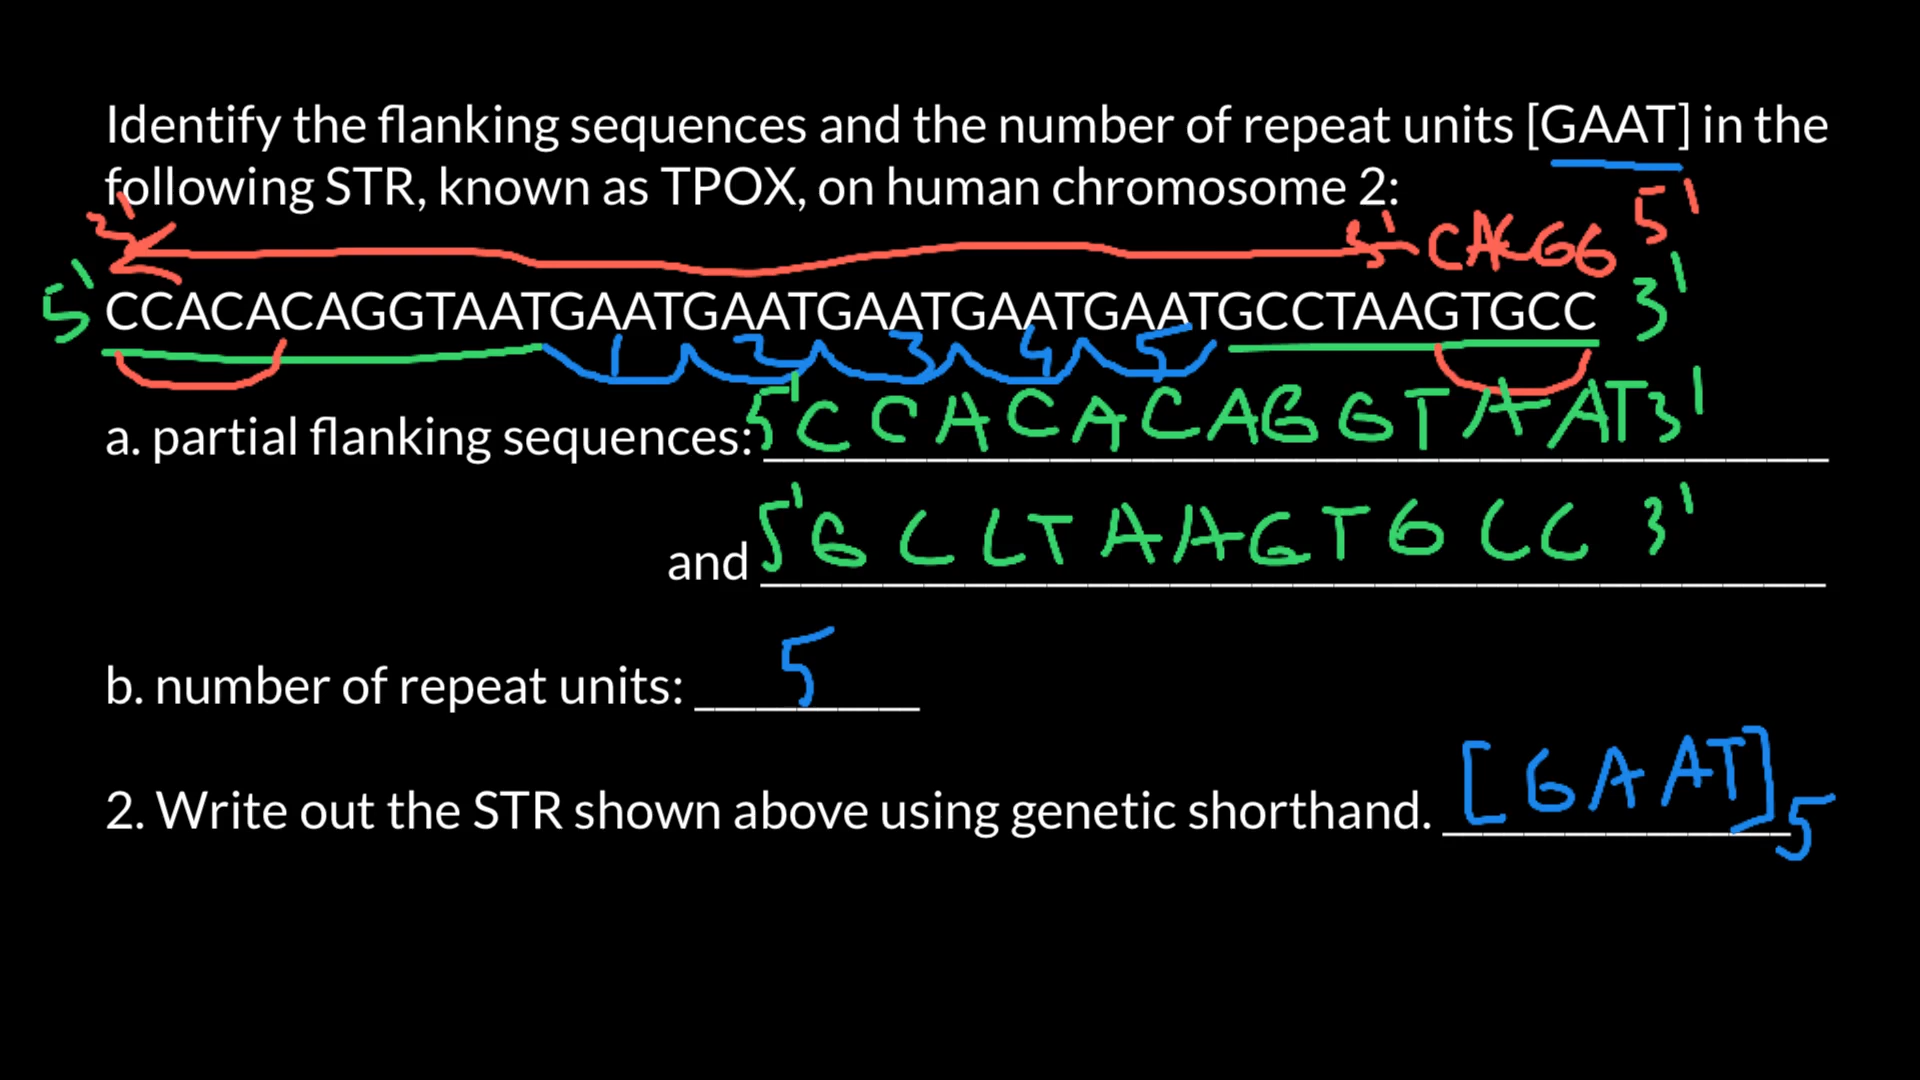 Identify the flanking sequences and the number of repeat units [GAAT] in the
following STR, known as TPOX, on human chromosome 2:
3' 3' CACGG 5'
5' CCACACAGGTAATGAATGAATGAATGAATGAATGCCTAAGTGCC 3'
1 2 3 4 5
a. partial flanking sequences: 5' CCACACAGGTAAT 3'
and 5' GCCTAAGTGCC 3'
b. number of repeat units: 5
2. Write out the STR shown above using genetic shorthand. [GAAT]5